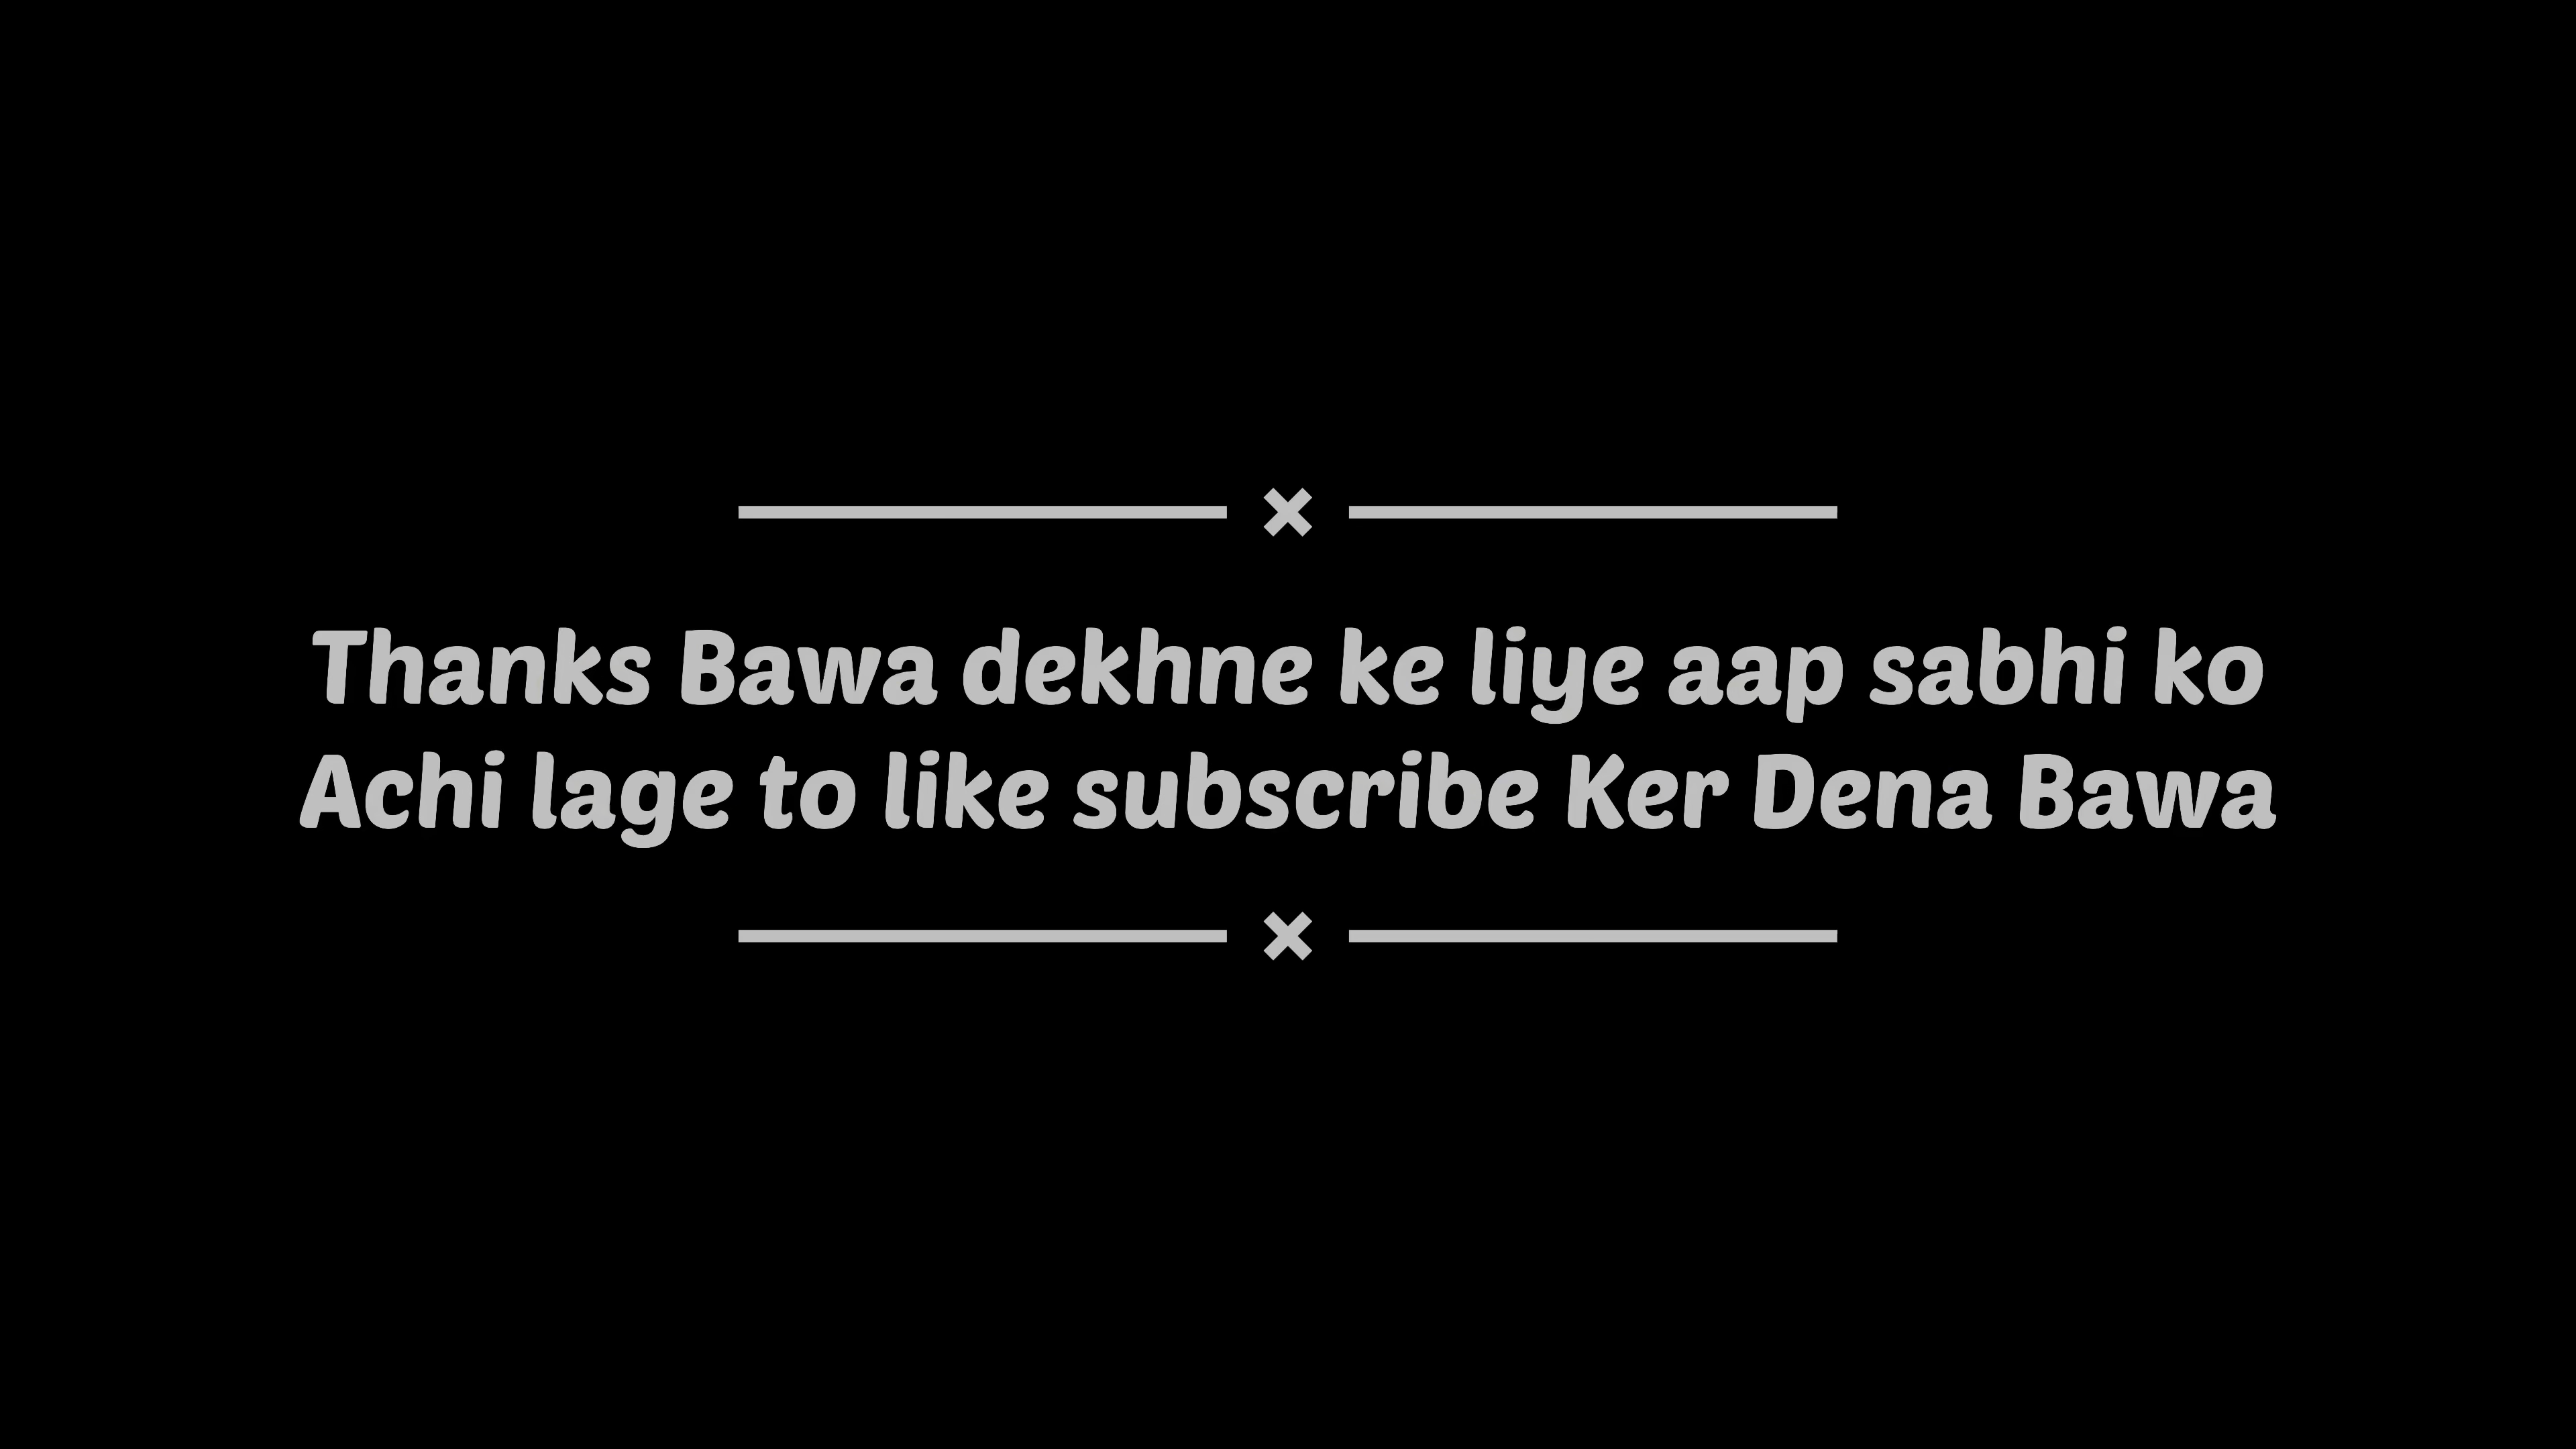 Thanks Bawa dekhne ke liye aap sabhi ko
Achi lage to like subscribe Ker Dena Bawa